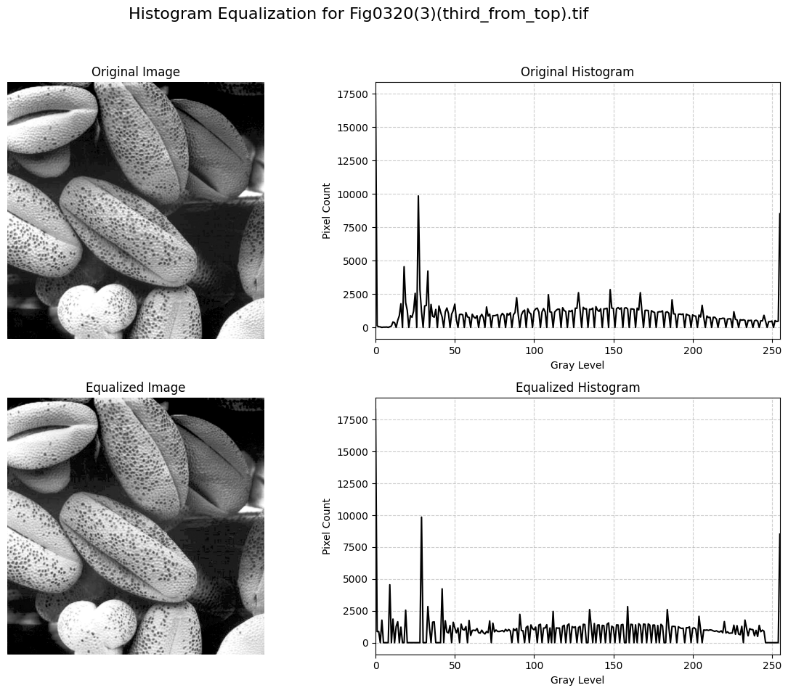 Histogram Equalization for Fig0320(3)(third_from_top).tif
Original Image
Original Histogram
17500
15000
12500
10000
7500
5000
2500
0
Pixel Count
0 50 100 150 200 250
Gray Level
Equalized Image
Equalized Histogram
17500
15000
12500
10000
7500
5000
2500
0
Pixel Count
0 50 100 150 200 250
Gray Level